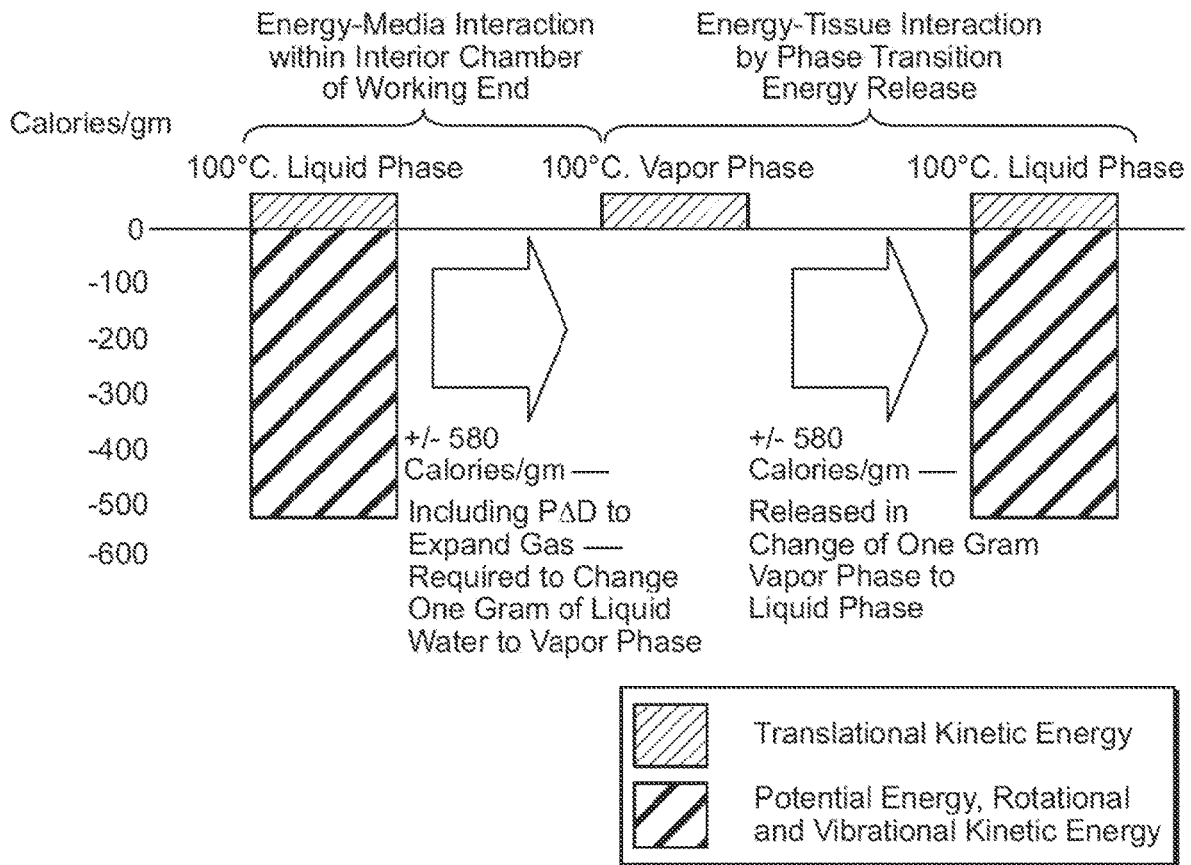 Energy-Media Interaction
within Interior Chamber
of Working End
Energy-Tissue Interaction
by Phase Transition
Energy Release
Calories/gm
100°C. Liquid Phase
100°C. Vapor Phase
100°C. Liquid Phase
0
-100
-200
-300
-400
-500
-600
+/- 580
Calories/gm —
Including PΔD to
Expand Gas —
Required to Change
One Gram of Liquid
Water to Vapor Phase
+/- 580
Calories/gm —
Released in
Change of One Gram
Vapor Phase to
Liquid Phase
Translational Kinetic Energy
Potential Energy, Rotational
and Vibrational Kinetic Energy